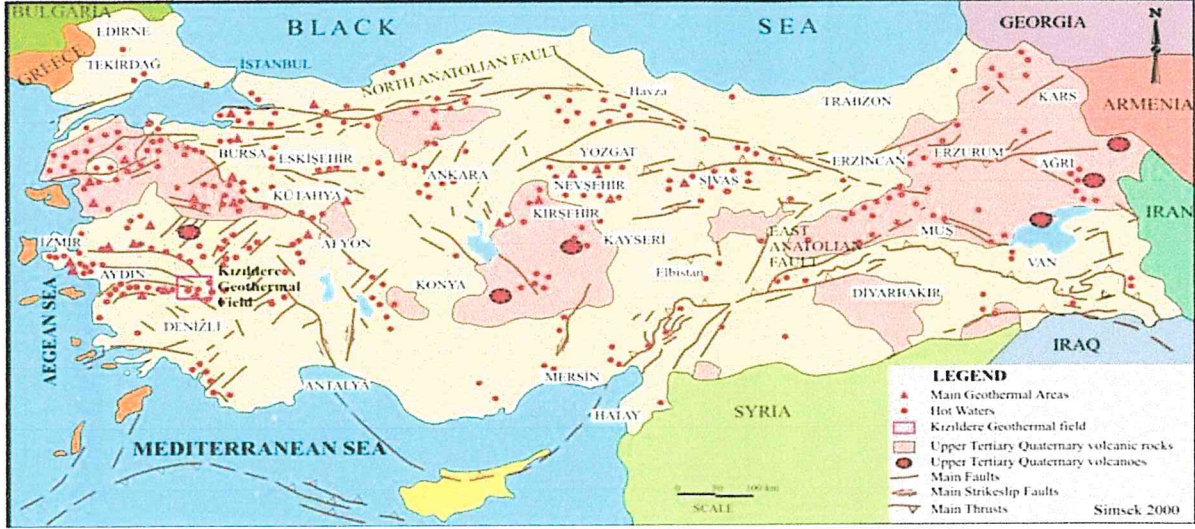 BULGARIA
EDIRNE
BLACK SEA
GEORGIA
N
GREECE
TEKIRDAĞ
İSTANBUL
NORTH ANATOLIAN FAULT
Havza
TRABZON
KARS
ARMENIA
BURSA
ESKİŞEHİR
ANKARA
YOZGAT
ERZİNCAN
ERZURUM
AĞRI
KÜTAHYA
NEVŞEHİR
SİVAS
KIRŞEHİR
IRAN
İZMİR
AFYON
KAYSERİ
EAST
ANATOLIAN
FAULT
MUŞ
VAN
AYDIN
Kızıldere
Geothermal
Field
KONYA
Elbistan
DİYARBAKIR
AEGEAN SEA
DENİZLİ
ANTALYA
MERSİN
HATAY
IRAQ
SYRIA
MEDITERRANEAN SEA
LEGEND
Main Geothermal Areas
Hot Waters
Kızıldere Geothermal field
Upper Tertiary Quaternary volcanic rocks
Upper Tertiary Quaternary volcanoes
Main Faults
Main Strikeslip Faults
Main Thrusts
Simsek 2000
0 50 100 km
SCALE